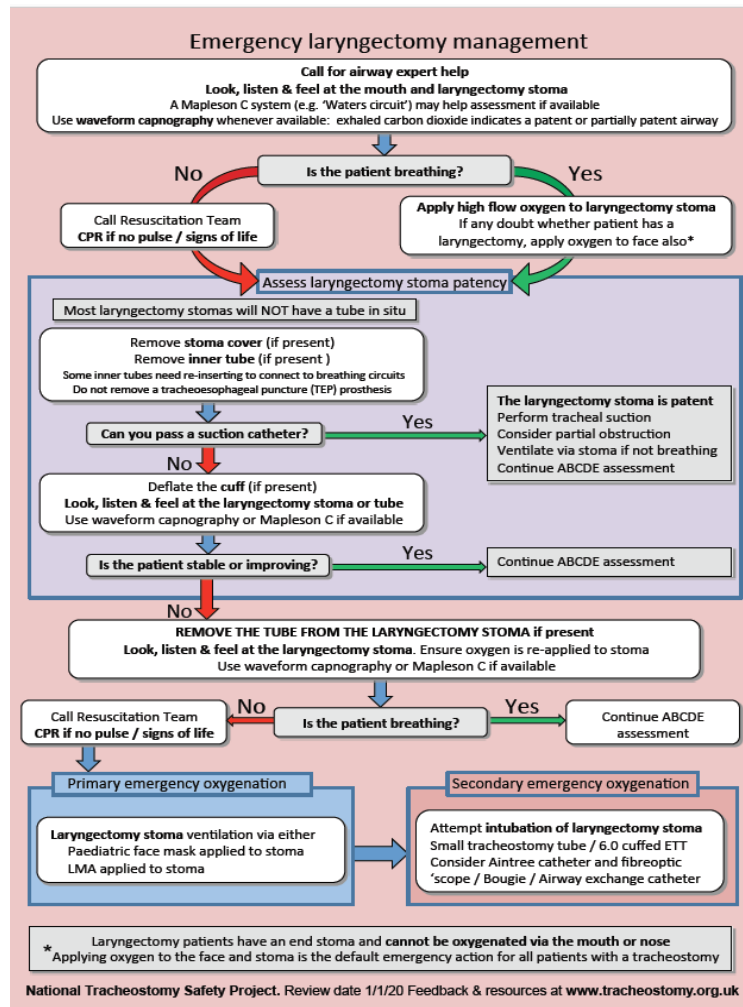 Emergency laryngectomy management
Call for airway expert help
Look, listen & feel at the mouth and laryngectomy stoma
A Mapleson C system (e.g. ‘Waters circuit’) may help assessment if available
Use waveform capnography whenever available: exhaled carbon dioxide indicates a patent or partially patent airway
No
Is the patient breathing?
Yes
Call Resuscitation Team
CPR if no pulse / signs of life
Apply high flow oxygen to laryngectomy stoma
If any doubt whether patient has a
laryngectomy, apply oxygen to face also*
Assess laryngectomy stoma patency
Most laryngectomy stomas will NOT have a tube in situ
Remove stoma cover (if present)
Remove inner tube (if present )
Some inner tubes need re-inserting to connect to breathing circuits
Do not remove a tracheoesphageal puncture (TEP) prosthesis
Can you pass a suction catheter?
Yes
The laryngectomy stoma is patent
Perform tracheal suction
Consider partial obstruction
Ventilate via stoma if not breathing
Continue ABCDE assessment
No
Deflate the cuff (if present)
Look, listen & feel at the laryngectomy stoma or tube
Use waveform capnography or Mapleson C if available
Is the patient stable or improving?
Yes
Continue ABCDE assessment
No
REMOVE THE TUBE FROM THE LARYNGECTOMY STOMA if present
Look, listen & feel at the laryngectomy stoma. Ensure oxygen is re-applied to stoma
Use waveform capnography or Mapleson C if available
Call Resuscitation Team
CPR if no pulse / signs of life
No
Is the patient breathing?
Yes
Continue ABCDE
assessment
Primary emergency oxygenation
Laryngectomy stoma ventilation via either
Paediatric face mask applied to stoma
LMA applied to stoma
Secondary emergency oxygenation
Attempt intubation of laryngectomy stoma
Small tracheostomy tube / 6.0 cuffed ETT
Consider Aintree catheter and fibreoptic
‘scope / Bougie / Airway exchange catheter
Laryngectomy patients have an end stoma and cannot be oxygenated via the mouth or nose
*Applying oxygen to the face and stoma is the default emergency action for all patients with a tracheostomy
National Tracheostomy Safety Project. Review date 1/1/20 Feedback & resources at www.tracheostomy.org.uk